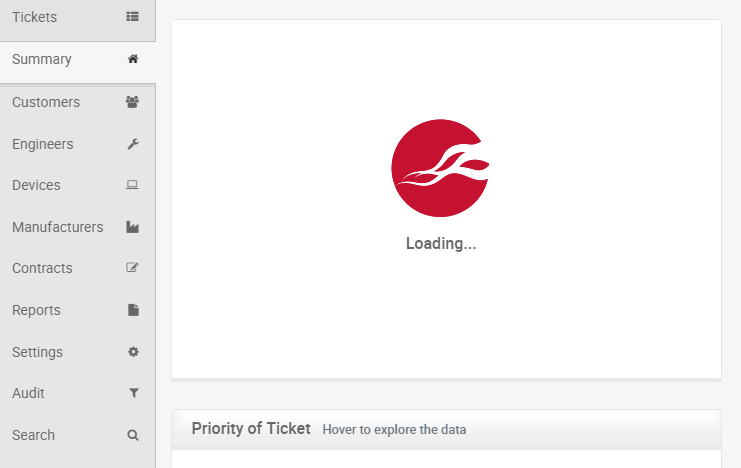 Tickets
Summary
Customers
Engineers
Devices
Manufacturers
Contracts
Reports
Settings
Audit
Search
Loading...
Priority of Ticket Hover to explore the data